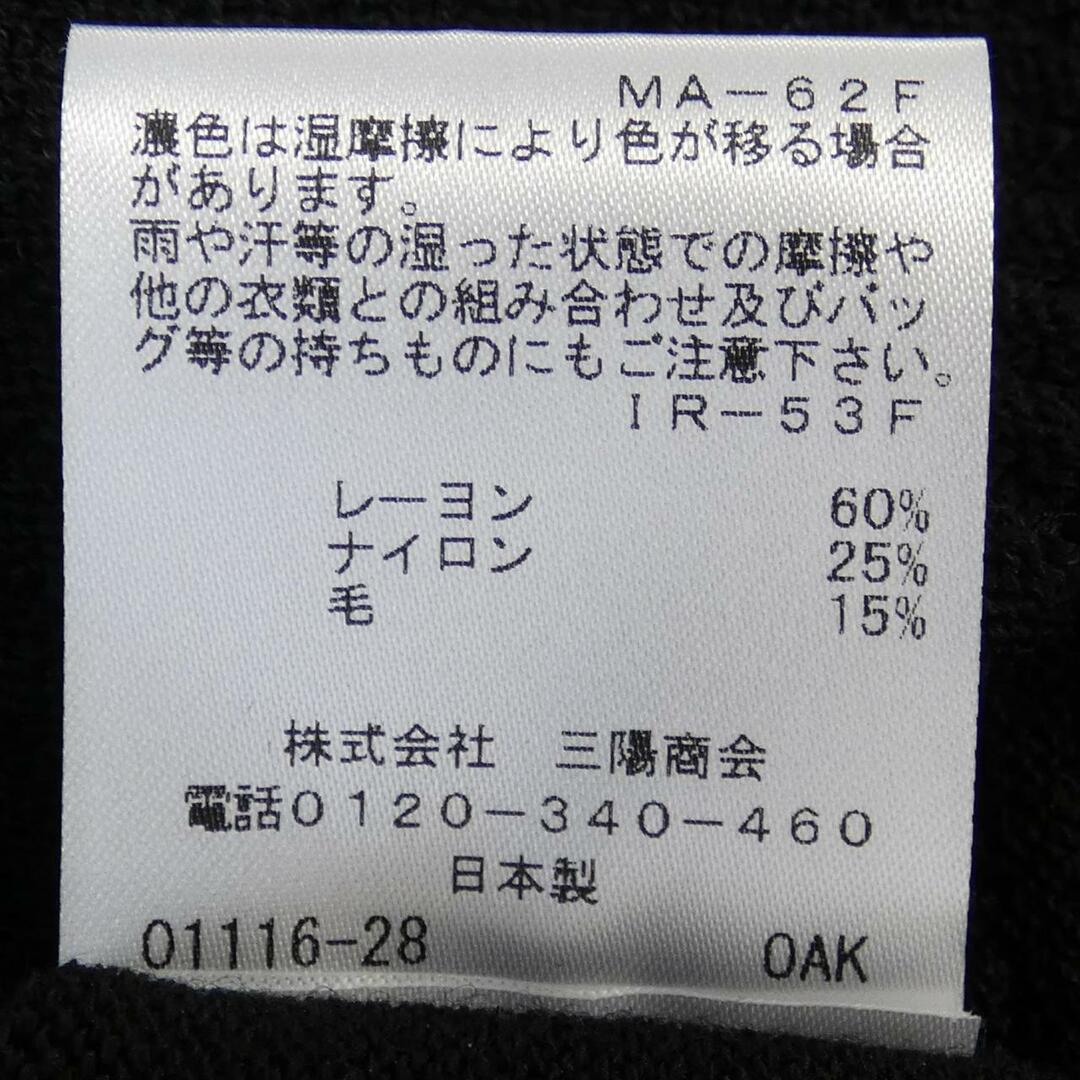 ＭＡ－６２Ｆ
濃色は湿摩擦により色が移る場合
があります。
雨や汗等の湿った状態での摩擦や
他の衣類との組み合わせ及びバッ
グ等の持ちものにもご注意下さい。
ＩＲ－５３Ｆ
レーヨン 60%
ナイロン 25%
毛 15%
株式会社　三陽商会
電話０１２０－３４０－４６０
日本製
01116-28 OAK